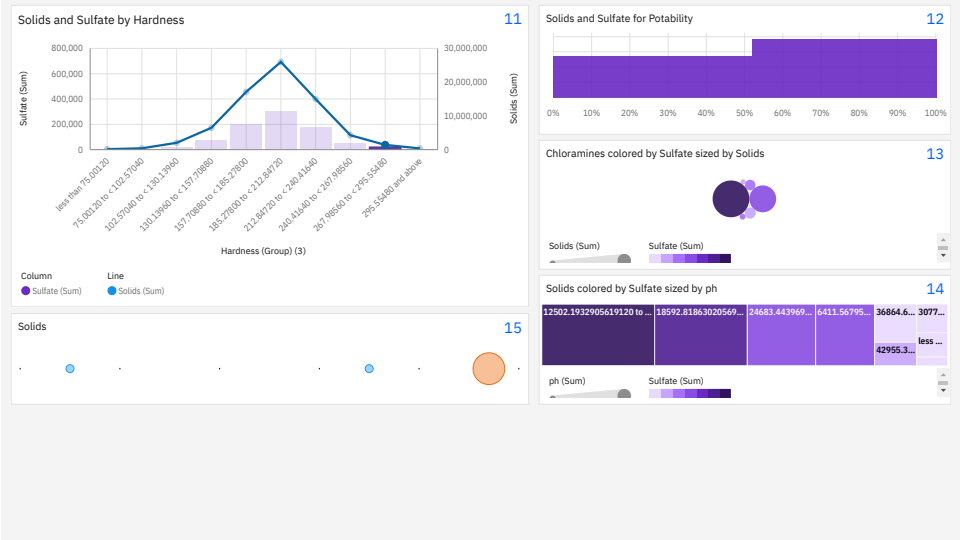 Solids and Sulfate by Hardness
11
800,000
600,000
400,000
200,000
0
Sulfate (Sum)
30,000,000
20,000,000
10,000,000
0
Solids (Sum)
less than 75.00120
75.00120 to <102.57040
102.57040 to <130.13960
130.13960 to <157.70880
157.70880 to <185.27800
185.27800 to <212.84720
212.84720 to <240.41640
240.41640 to <267.98560
267.98560 to <295.55480
295.55480 and above
Hardness (Group) (3)
Column Line
Sulfate (Sum) Solids (Sum)
Solids and Sulfate for Potability
12
0% 10% 20% 30% 40% 50% 60% 70% 80% 90% 100%
Chloramines colored by Sulfate sized by Solids
13
Solids (Sum) Sulfate (Sum)
Solids colored by Sulfate sized by ph
14
12502.1932905619120 to ... 18592.81863020569... 24683.443969... 6411.56795... 36864.6... 3077...
less ...
42955.3...
ph (Sum) Sulfate (Sum)
Solids
15